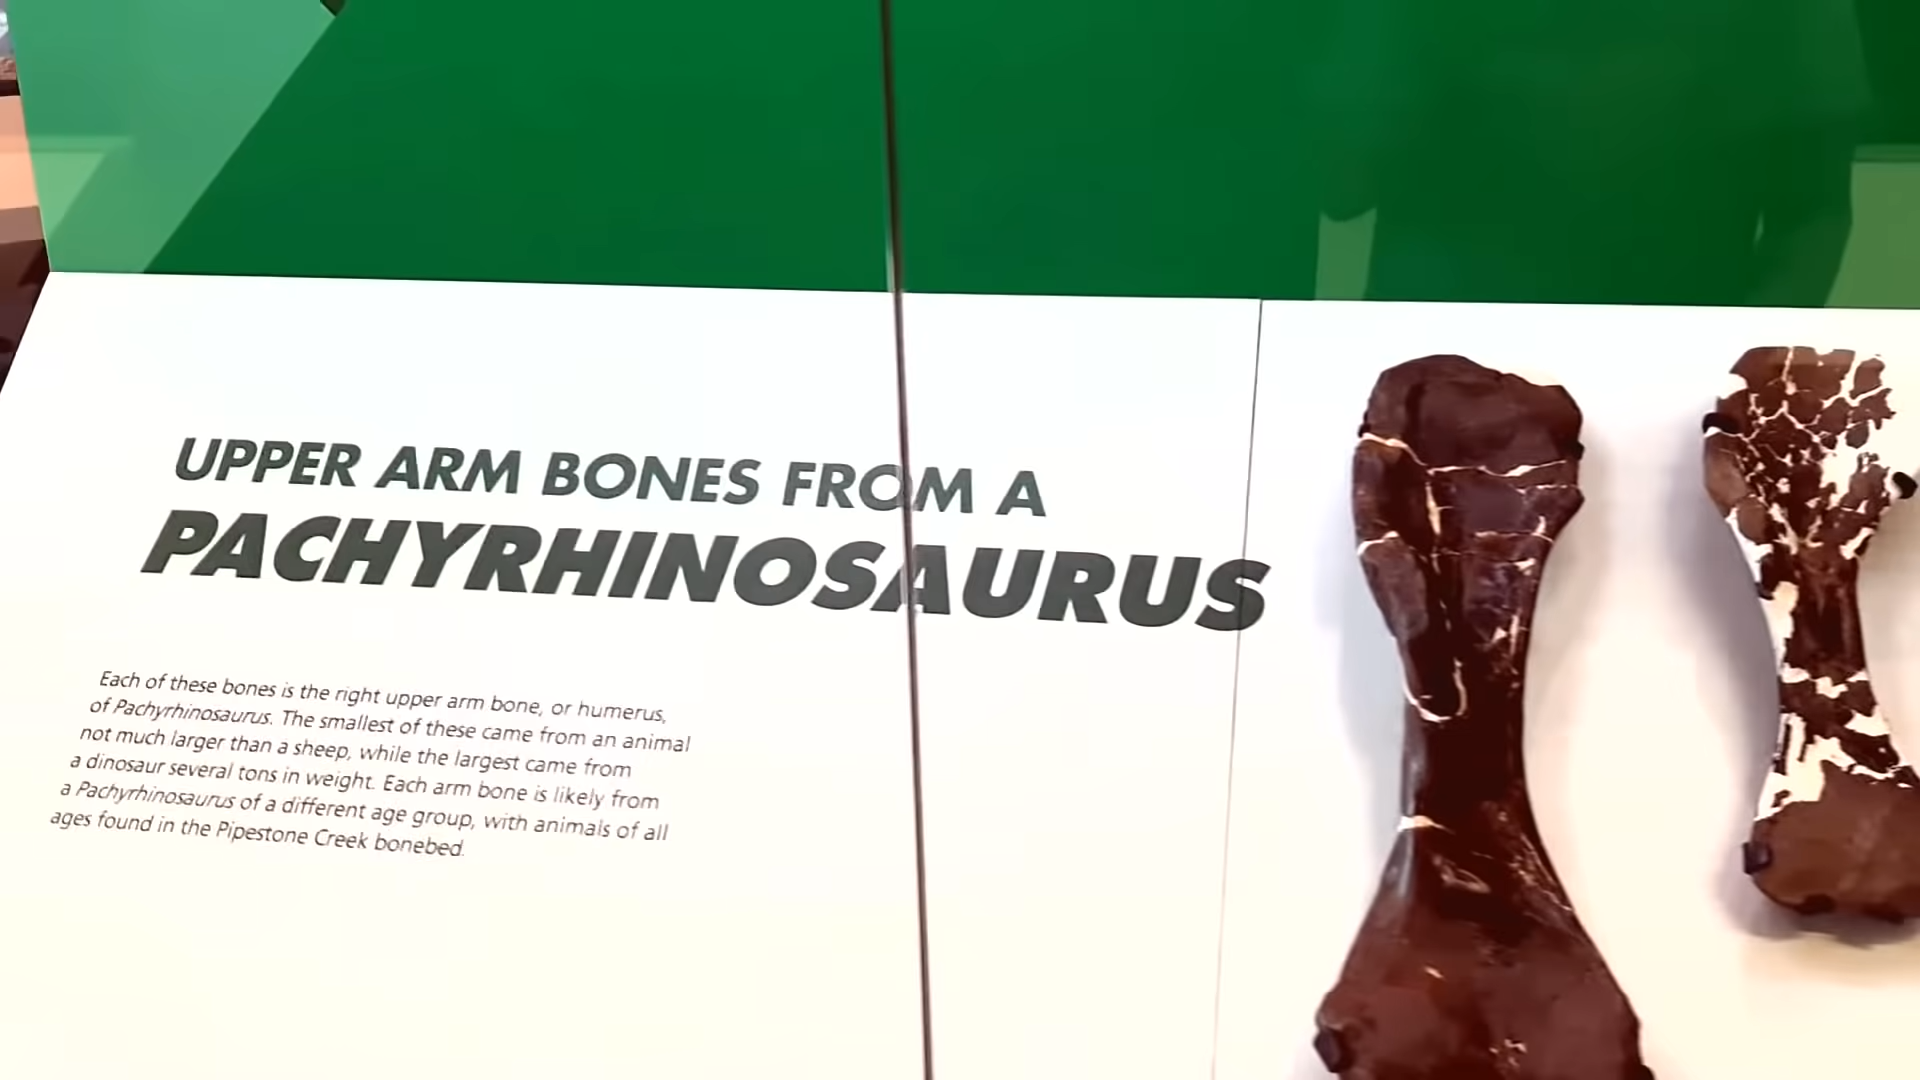 UPPER ARM BONES FROM A
PACHYRHINOSAURUS
Each of these bones is the right upper arm bone, or humerus,
of Pachyrhinosaurus. The smallest of these came from an animal
not much larger than a sheep, while the largest came from
a dinosaur several tons in weight. Each arm bone is likely from
a Pachyrhinosaurus of a different age group, with animals of all
ages found in the Pipestone Creek bonebed.